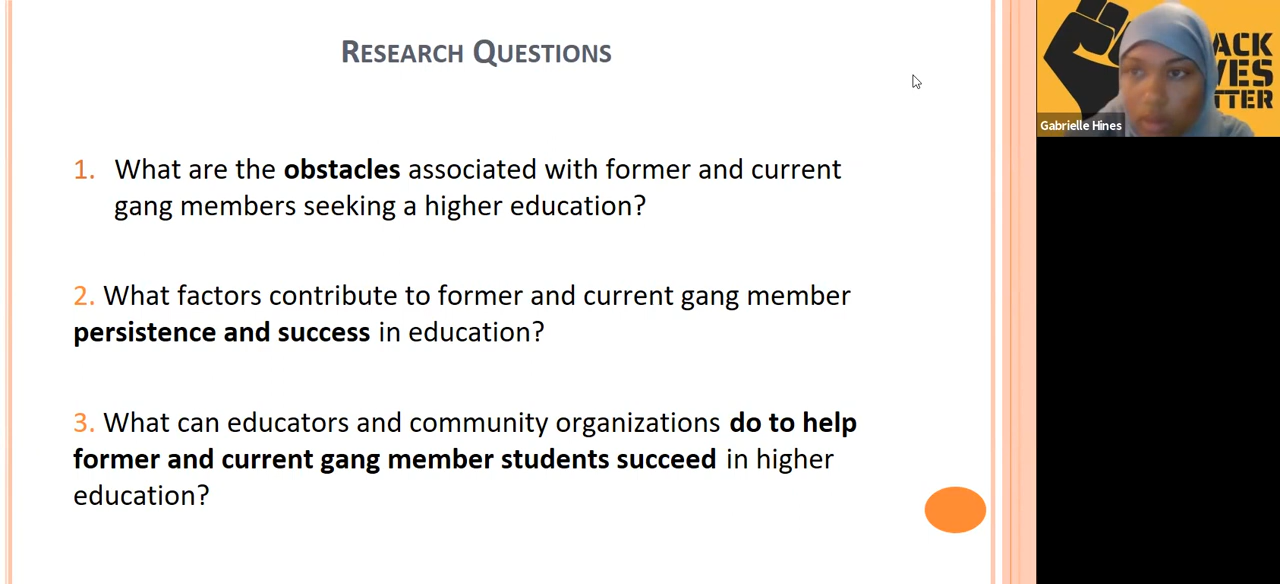 RESEARCH QUESTIONS
1. What are the obstacles associated with former and current
gang members seeking a higher education?
2. What factors contribute to former and current gang member
persistence and success in education?
3. What can educators and community organizations do to help
former and current gang member students succeed in higher
education?
ACK
VES
TTER
Gabrielle Hines